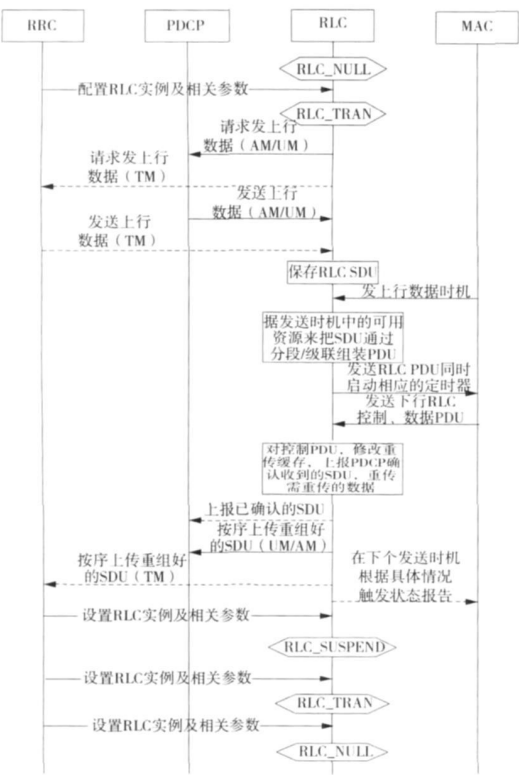 RRC
PDCP
RLC
MAC
RLC_NULL
配置RLC实例及相关参数
RLC_TRAN
请求发上行
数据（AM/UM）
请求发上行
数据（TM）
发送上行
数据（AM/UM）
发送上行
数据（TM）
保存RLC SDU
发上行数据时机
据发送时机中的可用
资源来把SDU通过
分段/级联组装PDU
发送RLC PDU同时
启动相应的定时器
发送下行RLC
控制、数据PDU
对控制PDU，修改重
传缓存，上报PDCP确
认收到的SDU，重传
需重传的数据
上报已确认的SDU
按序上传重组好
的SDU（UM/AM）
按序上传重组好
的SDU（TM）
在下个发送时机
根据具体情况
触发状态报告
设置RLC实例及相关参数
RLC_SUSPEND
设置RLC实例及相关参数
RLC_TRAN
设置RLC实例及相关参数
RLC_NULL